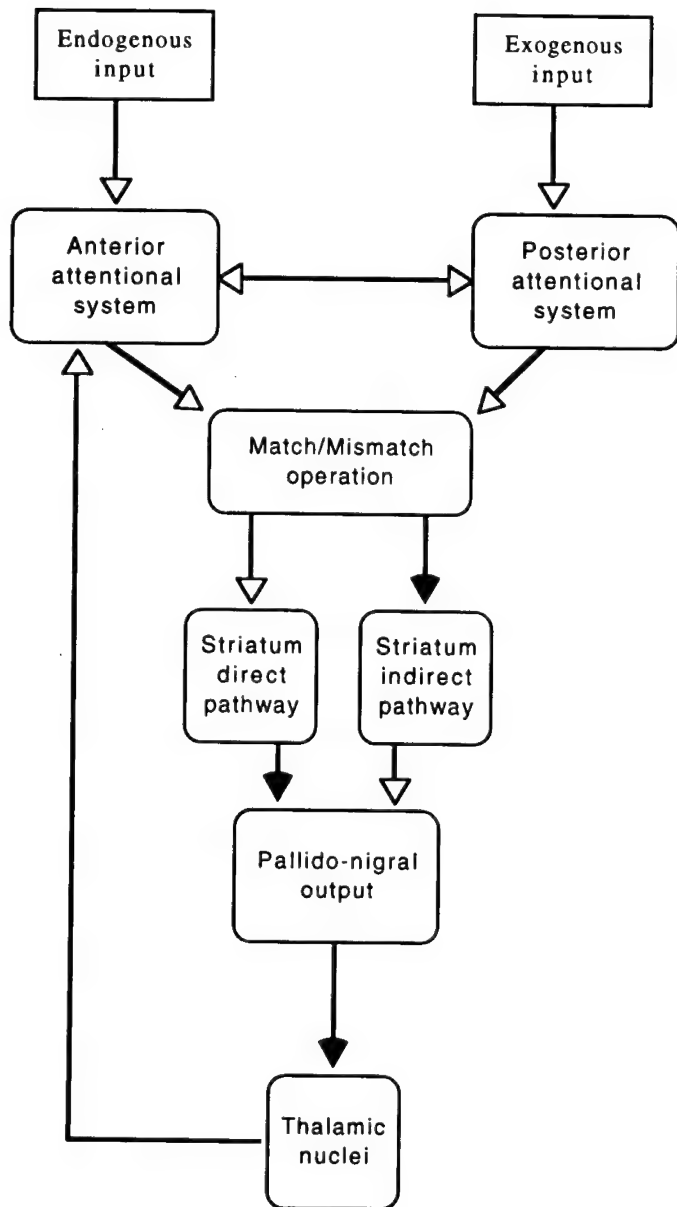 Endogenous
input
Exogenous
input
Anterior
attentional
system
Posterior
attentional
system
Match/Mismatch
operation
Striatum
direct
pathway
Striatum
indirect
pathway
Pallido-nigral
output
Thalamic
nuclei